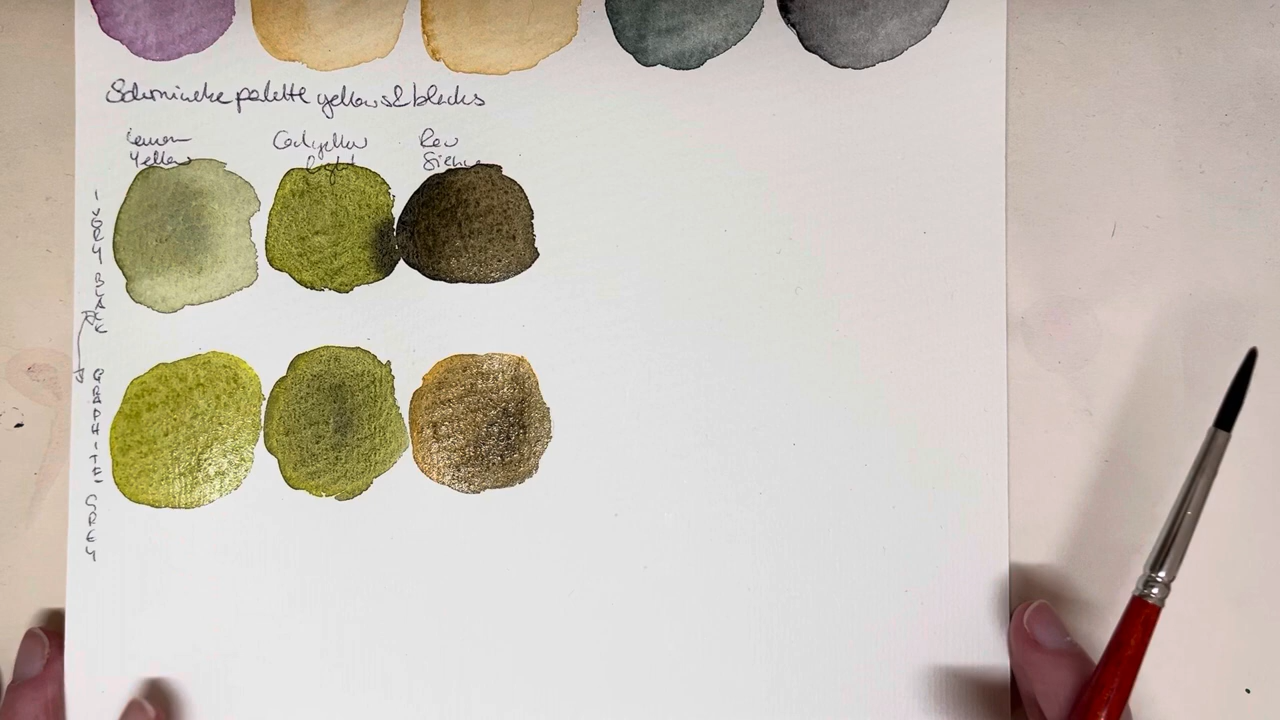 Schmincke palette yellows & blacks
Lemon Yellow
Cad yellow light
Raw Sienna
IVORY BLACK
GRAPHITE GREY